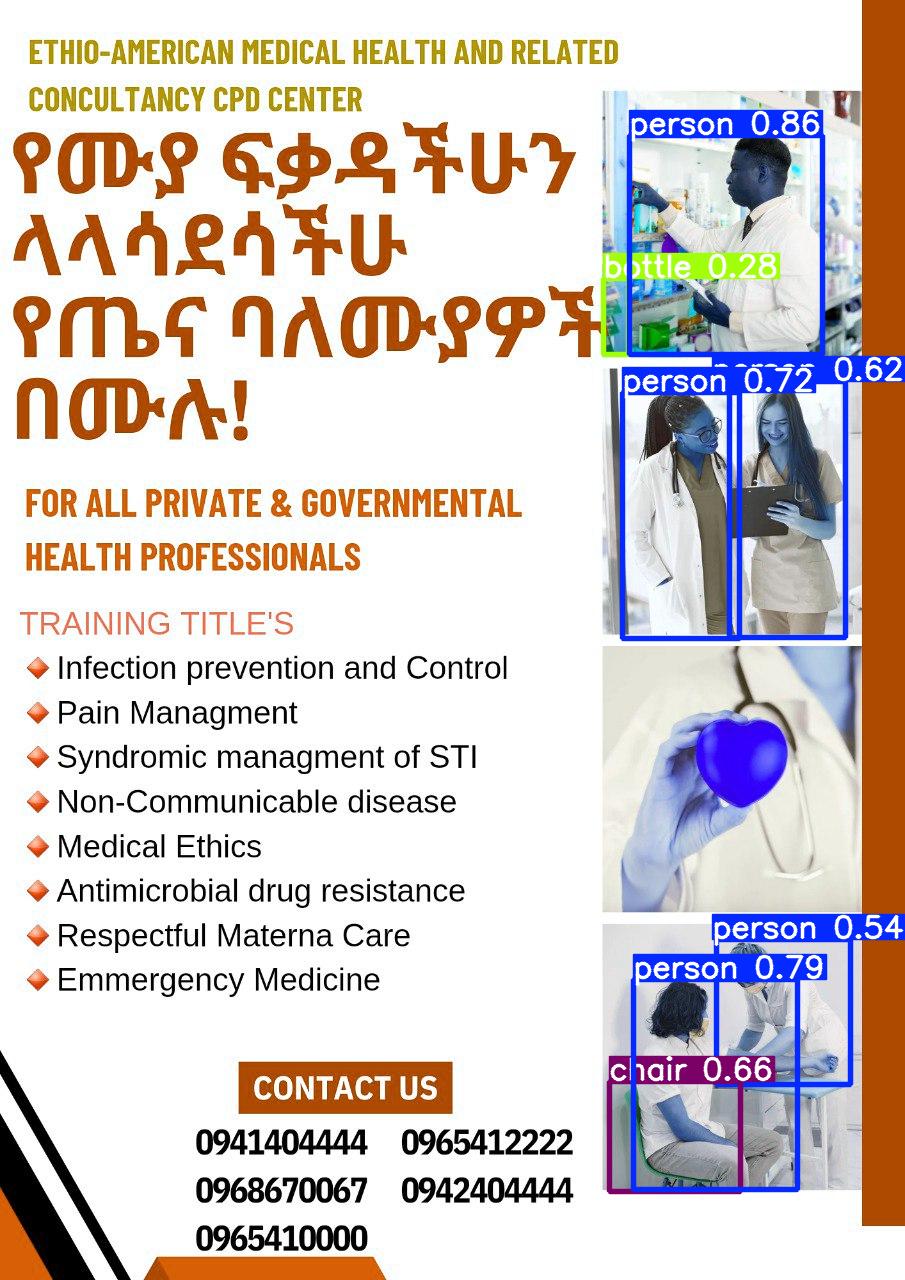 ETHIO-AMERICAN MEDICAL HEALTH AND RELATED
CONCULTANCY CPD CENTER
የሙያ ፍቃዳችሁን
ላላሳደሳችሁ
የጤና ባለሙያዎች
በሙሉ!
FOR ALL PRIVATE & GOVERNMENTAL
HEALTH PROFESSIONALS
TRAINING TITLE'S
Infection prevention and Control
Pain Managment
Syndromic managment of STI
Non-Communicable disease
Medical Ethics
Antimicrobial drug resistance
Respectful Materna Care
Emmergency Medicine
CONTACT US
0941404444 0965412222
0968670067 0942404444
0965410000
person 0.86
bottle 0.28
0.62
person 0.72
person 0.54
person 0.79
chair 0.66